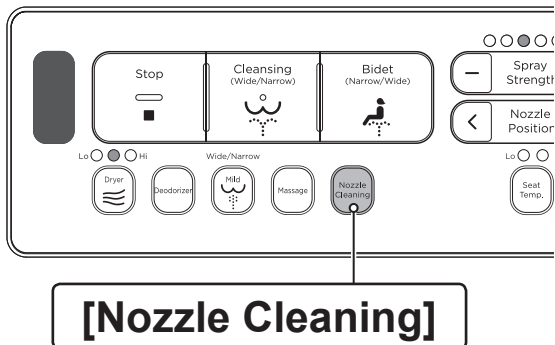 Stop
Cleansing
(Wide/Narrow)
Bidet
(Narrow/Wide)
Spray
Strength
Nozzle
Position
Lo
Hi
Wide/Narrow
Lo
Dryer
Deodorizer
Mild
Massage
Nozzle
Cleaning
Seat
Temp.
[Nozzle Cleaning]